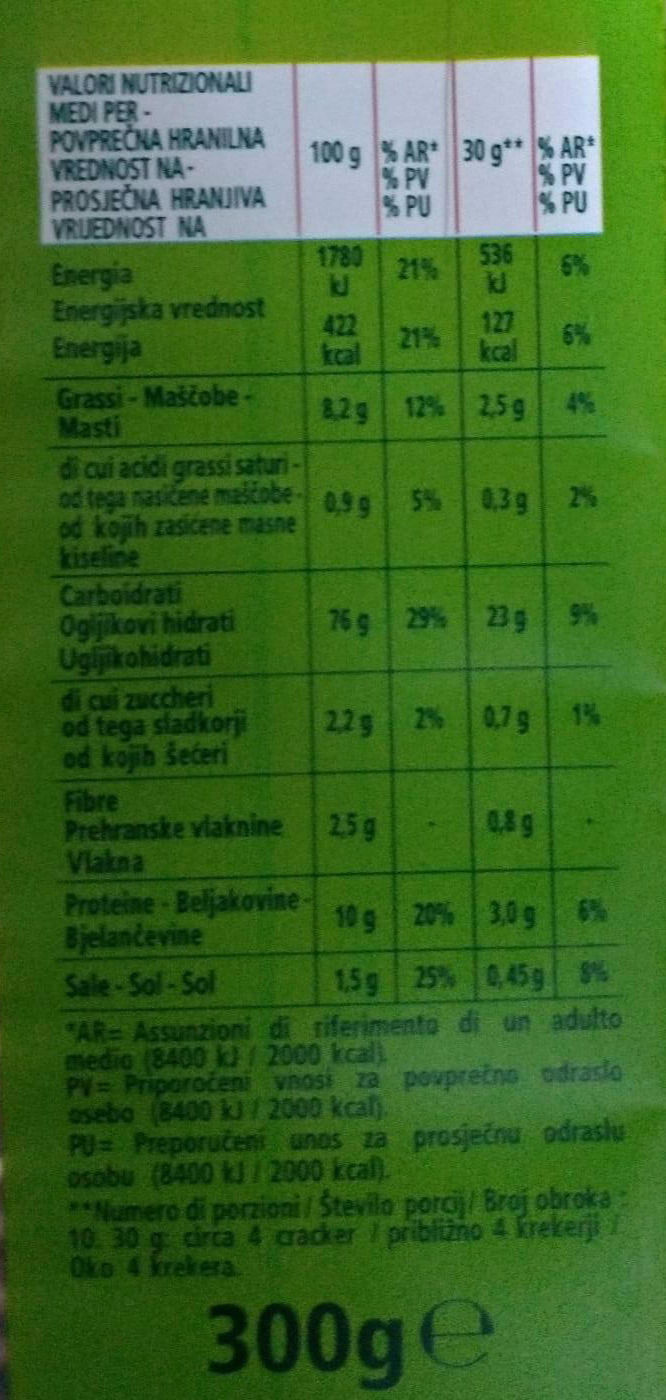 VALORI NUTRIZIONALI
MEDI PER -
POVPREČNA HRANILNA
VREDNOST NA -
PROSJEČNA HRANJIVA
VRIJEDNOST NA
100 g % AR* 30 g** % AR*
% PV % PV
% PU % PU
Energia
Energijska vrednost
Energija
1780 kJ 21% 536 kJ 6%
422 kcal 21% 127 kcal 6%
Grassi - Maščobe -
Masti
8,2 g 12% 2,5 g 4%
di cui acidi grassi saturi -
od tega nasičene maščobe -
od kojih zasićene masne
kiseline
0,9 g 5% 0,3 g 2%
Carboidrati
Ogljikovi hidrati
Ugljikohidrati
76 g 29% 23 g 9%
di cui zuccheri
od tega sladkorji
od kojih šećeri
2,2 g 2% 0,7 g 1%
Fibre
Prehranske vlaknine
Vlakna
2,5 g - 0,8 g -
Proteine - Beljakovine -
Bjelančevine
10 g 20% 3,0 g 6%
Sale - Sol - Sol
1,5 g 25% 0,45 g 8%
*AR= Assunzioni di riferimento di un adulto
medio (8400 kJ / 2000 kcal).
PV= Priporočeni vnosi za povprečno odraslo
osebo (8400 kJ / 2000 kcal).
PU= Preporučeni unos za prosječnu odraslu
osobu (8400 kJ / 2000 kcal).
**Numero di porzioni / Število porcij / Broj obroka :
10. 30 g: circa 4 cracker / približno 4 krekerji /
Oko 4 krekera.
300g e